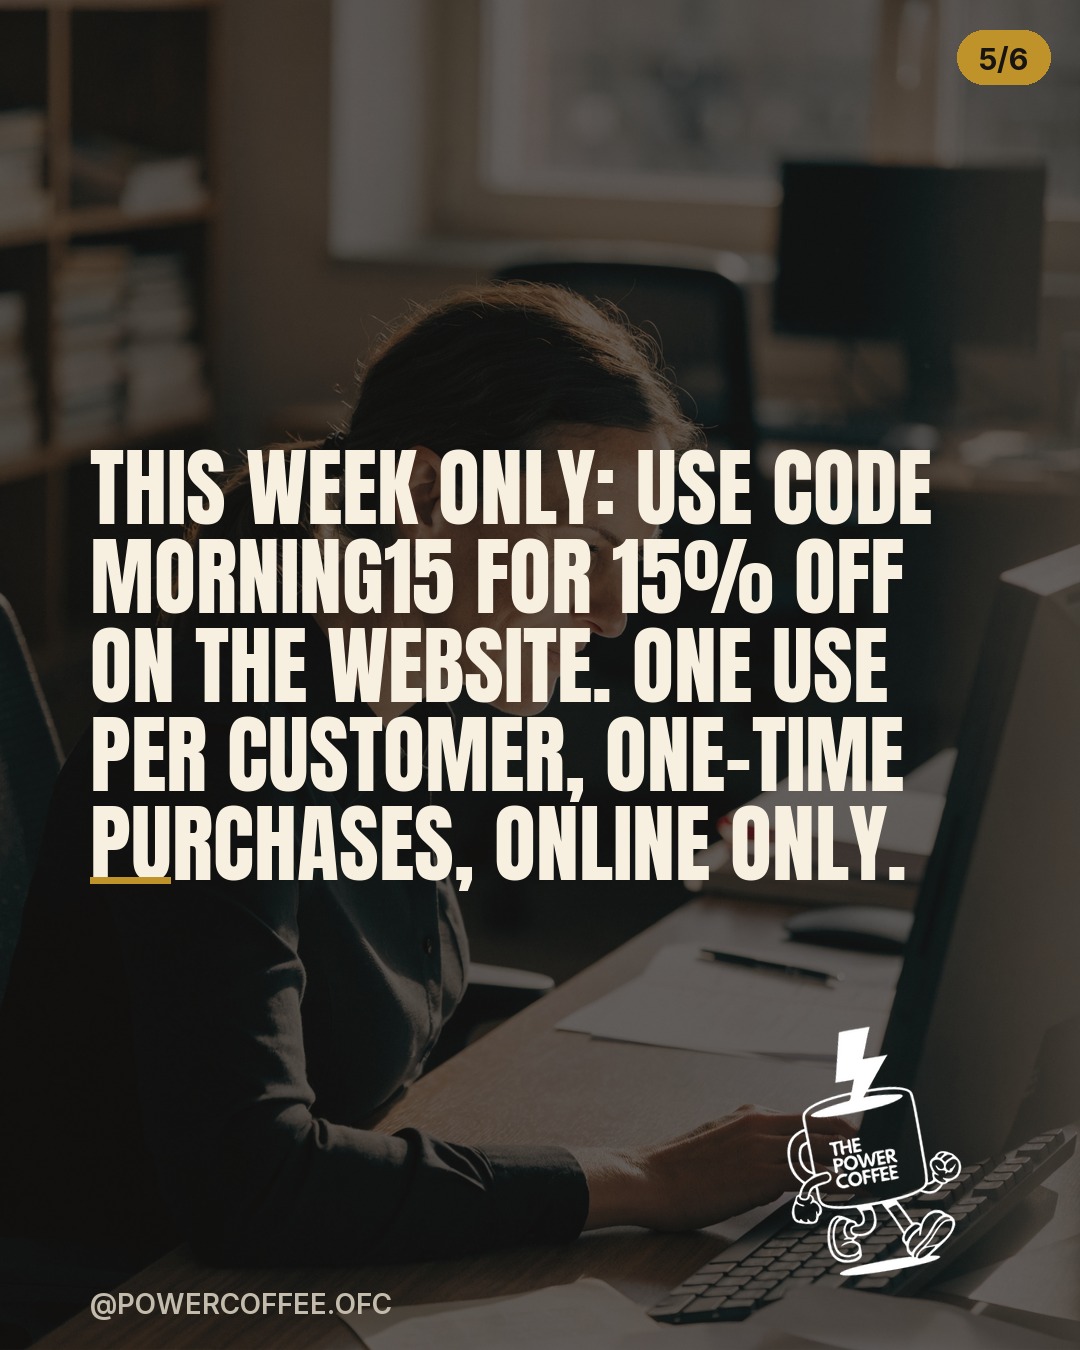 5/6
THIS WEEK ONLY: USE CODE
MORNING15 FOR 15% OFF
ON THE WEBSITE. ONE USE
PER CUSTOMER, ONE-TIME
PURCHASES, ONLINE ONLY.
THE
POWER
COFFEE
@POWERCOFFEE.OFC